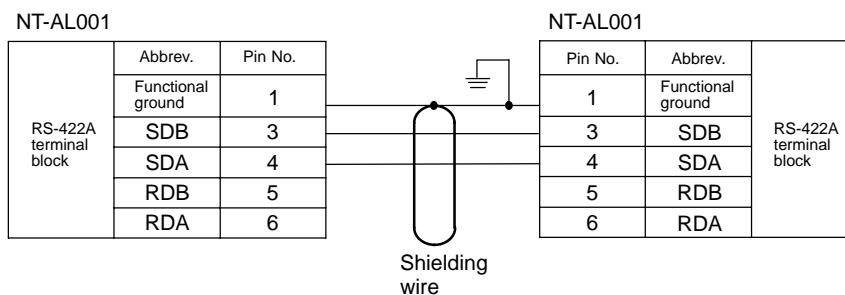 NT-AL001
NT-AL001
Abbrev. Pin No.
Functional
ground 1
RS-422A
terminal
block
SDB 3
SDA 4
RDB 5
RDA 6
Pin No. Abbrev.
1 Functional
ground
3 SDB
4 SDA
5 RDB
6 RDA
RS-422A
terminal
block
Shielding
wire